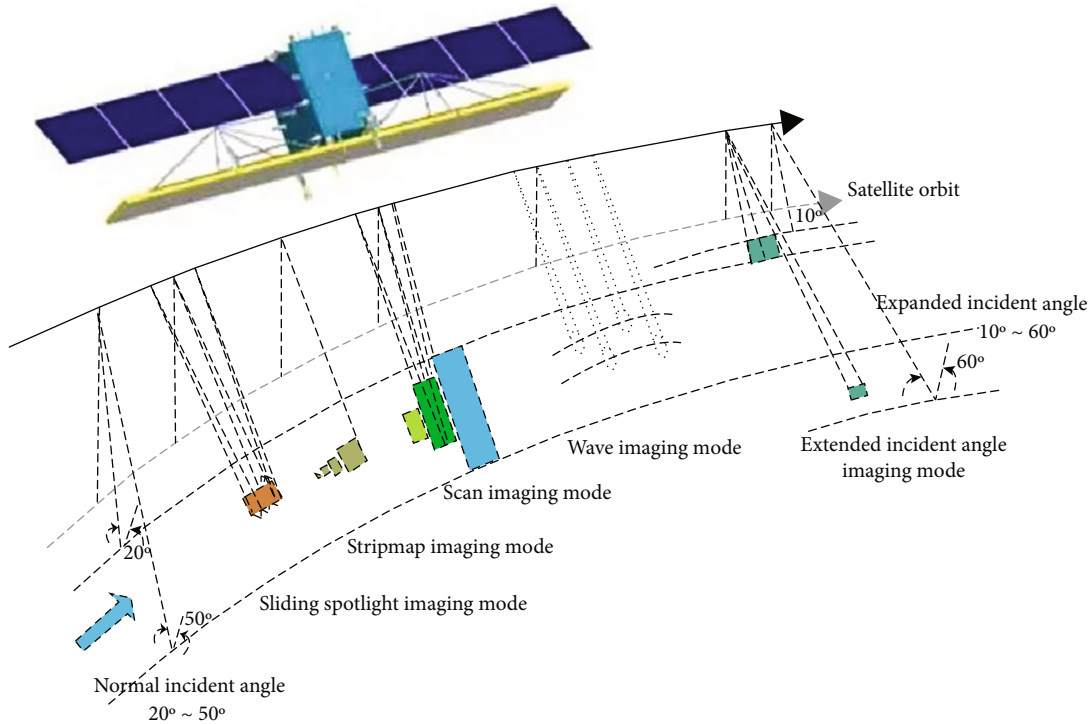 Satellite orbit
10º
Expanded incident angle
10º ~ 60º
60º
Wave imaging mode
Extended incident angle
imaging mode
Scan imaging mode
Stripmap imaging mode
20º
Sliding spotlight imaging mode
50º
Normal incident angle
20º ~ 50º